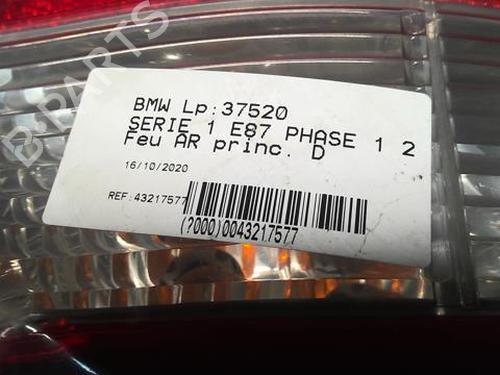 B PARTS
BMW Lp:37520
SERIE 1 E87 PHASE 1 2
Feu AR princ. D
16/10/2020
REF:43217577
(?000)0043217577